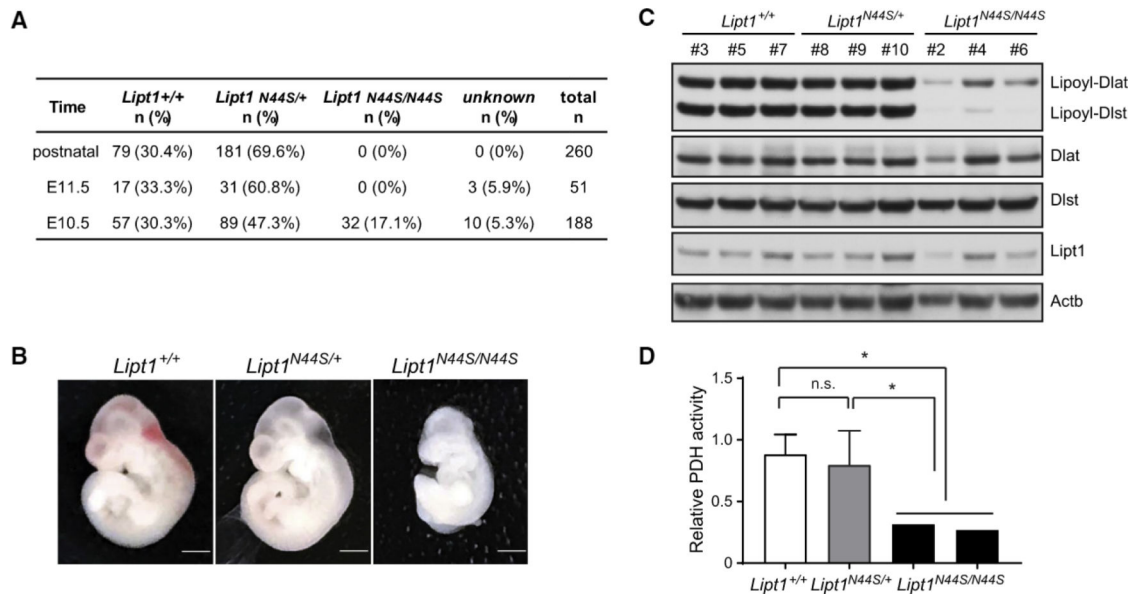 A
Time Lipt1+/+ n (%) Lipt1 N44S/+ n (%) Lipt1 N44S/N44S n (%) unknown n (%) total n
postnatal 79 (30.4%) 181 (69.6%) 0 (0%) 0 (0%) 260
E11.5 17 (33.3%) 31 (60.8%) 0 (0%) 3 (5.9%) 51
E10.5 57 (30.3%) 89 (47.3%) 32 (17.1%) 10 (5.3%) 188
B
Lipt1+/+ Lipt1N44S/+ Lipt1N44S/N44S
C
Lipt1+/+ Lipt1N44S/+ Lipt1N44S/N44S
#3 #5 #7 #8 #9 #10 #2 #4 #6
Lipoyl-Dlat
Lipoyl-Dlst
Dlat
Dlst
Lipt1
Actb
D
*
n.s. *
Relative PDH activity
1.5
1.0
0.5
0
Lipt1+/+ Lipt1N44S/+ Lipt1N44S/N44S